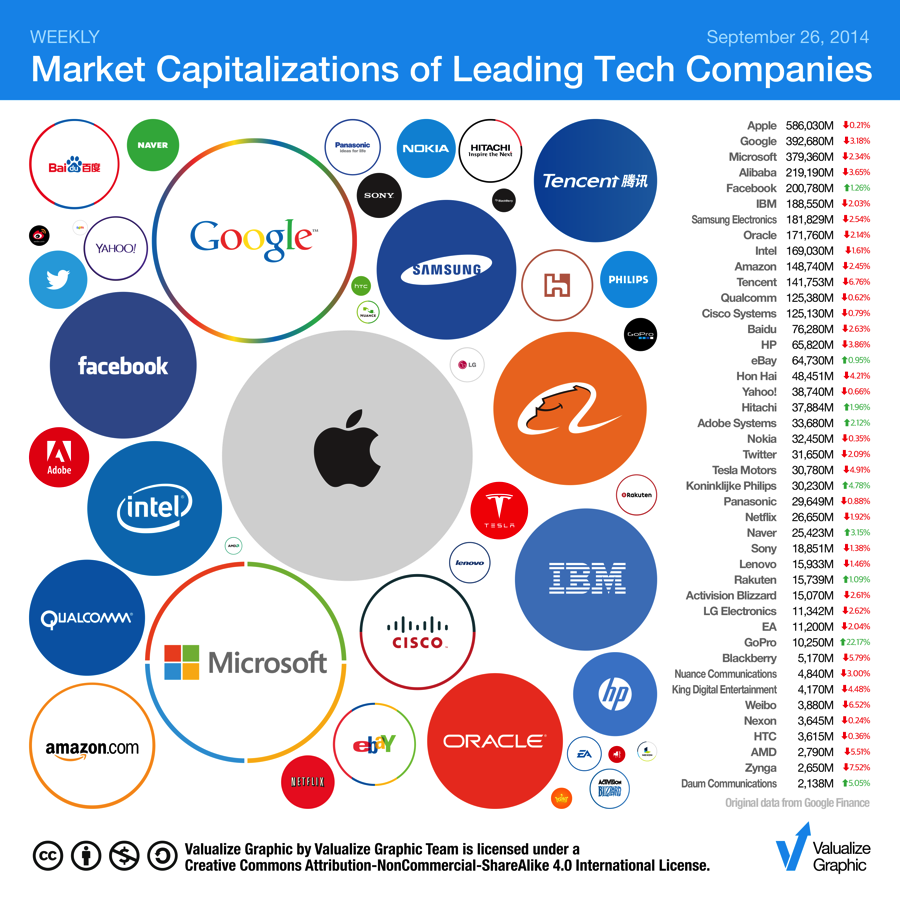 WEEKLY
September 26, 2014
Market Capitalizations of Leading Tech Companies
Baidu百度
NAVER
Google™
Panasonic
ideas for life
NOKIA
HITACHI
Inspire the Next
Tencent 腾讯
SONY
YAHOO!
SAMSUNG
H
PHILIPS
hTC
NUANCE
GoPro
facebook
LG
Adobe
intel
TESLA
Rakuten
AMD
lenovo
IBM
QUALCOMM
Microsoft
CISCO
hp
amazon.com
ebay
ORACLE
EA
NETFLIX
ACTIVISION
BLIZZARD
Apple 586,030M 0.21%
Google 392,680M 3.18%
Microsoft 379,360M 2.34%
Alibaba 219,190M 3.65%
Facebook 200,780M 1.26%
IBM 188,550M 2.03%
Samsung Electronics 181,829M 2.54%
Oracle 171,760M 2.14%
Intel 169,030M 1.61%
Amazon 148,740M 2.45%
Tencent 141,753M 6.76%
Qualcomm 125,380M 0.62%
Cisco Systems 125,130M 0.79%
Baidu 76,280M 2.63%
HP 65,820M 3.86%
eBay 64,730M 0.95%
Hon Hai 48,451M 4.21%
Yahoo! 38,740M 0.66%
Hitachi 37,884M 1.96%
Adobe Systems 33,680M 2.12%
Nokia 32,450M 0.35%
Twitter 31,650M 2.09%
Tesla Motors 30,780M 4.91%
Koninklijke Philips 30,230M 4.78%
Panasonic 29,649M 0.88%
Netflix 26,650M 1.92%
Naver 25,423M 3.15%
Sony 18,851M 1.38%
Lenovo 15,933M 1.46%
Rakuten 15,739M 1.09%
Activision Blizzard 15,070M 2.61%
LG Electronics 11,342M 2.62%
EA 11,200M 2.04%
GoPro 10,250M 22.17%
Blackberry 5,170M 5.79%
Nuance Communications 4,840M 3.00%
King Digital Entertainment 4,170M 4.48%
Weibo 3,880M 6.52%
Nexon 3,645M 0.24%
HTC 3,615M 0.36%
AMD 2,790M 5.51%
Zynga 2,650M 7.52%
Daum Communications 2,138M 5.05%
Original data from Google Finance
cc
Valualize Graphic by Valualize Graphic Team is licensed under a
Creative Commons Attribution-NonCommercial-ShareAlike 4.0 International License.
Valualize
Graphic